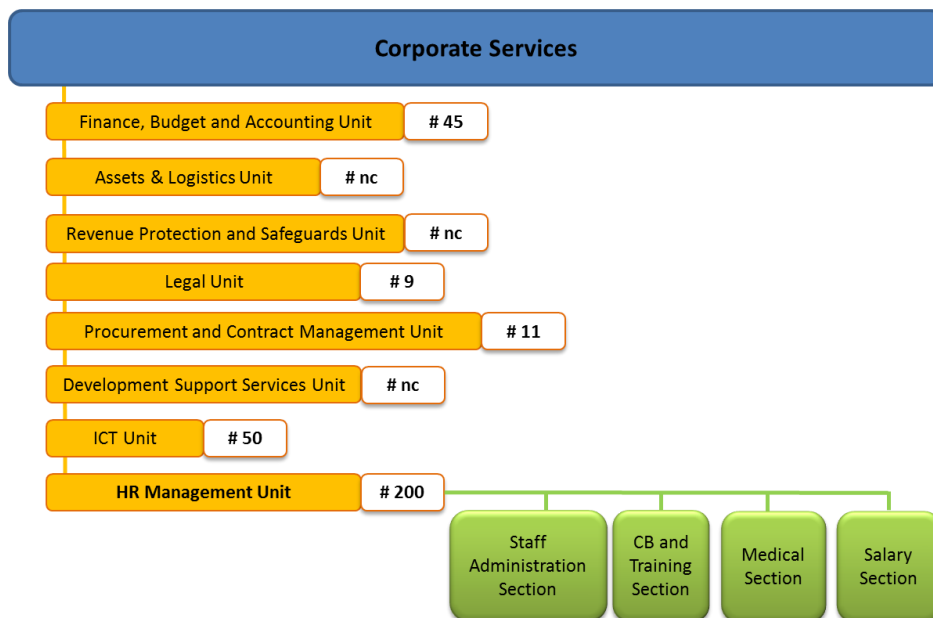 Corporate Services
Finance, Budget and Accounting Unit
# 45
Assets & Logistics Unit
# nc
Revenue Protection and Safeguards Unit
# nc
Legal Unit
# 9
Procurement and Contract Management Unit
# 11
Development Support Services Unit
# nc
ICT Unit
# 50
HR Management Unit
# 200
Staff
Administration
Section
CB and
Training
Section
Medical
Section
Salary
Section